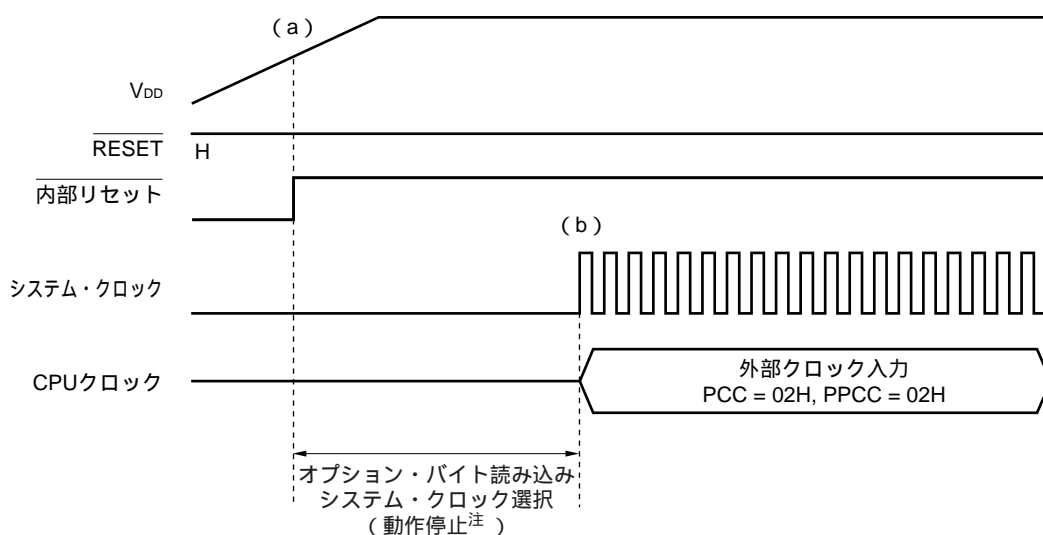 (a)
VDD
RESET H
内部リセット
(b)
システム・クロック
外部クロック入力
CPUクロック
PCC = 02H, PPCC = 02H
オプション・バイト読み込み
システム・クロック選択
(動作停止注 )